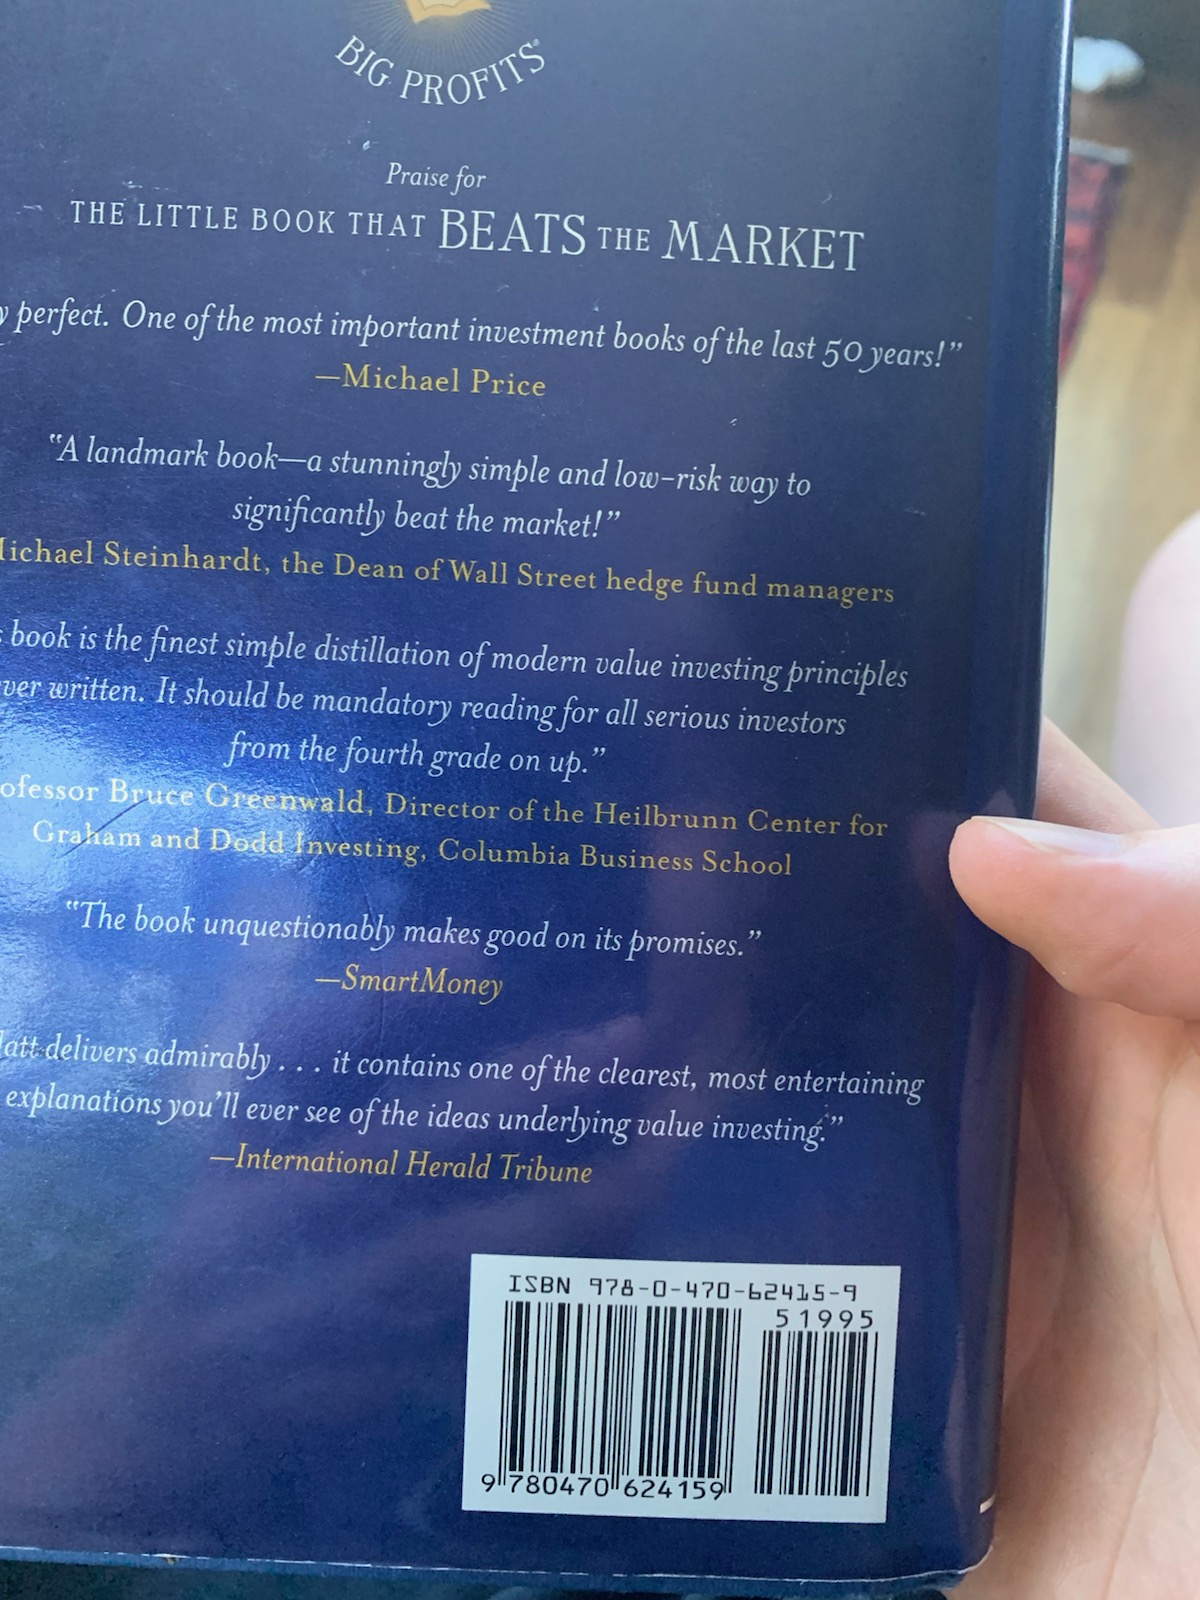 BIG PROFITS®
Praise for
THE LITTLE BOOK THAT BEATS THE MARKET
perfect. One of the most important investment books of the last 50 years!”
—Michael Price
“A landmark book—a stunningly simple and low-risk way to
significantly beat the market!”
Michael Steinhardt, the Dean of Wall Street hedge fund managers
book is the finest simple distillation of modern value investing principles
ver written. It should be mandatory reading for all serious investors
from the fourth grade on up.”
ofessor Bruce Greenwald, Director of the Heilbrunn Center for
Graham and Dodd Investing, Columbia Business School
“The book unquestionably makes good on its promises.”
—SmartMoney
latt delivers admirably . . . it contains one of the clearest, most entertaining
explanations you’ll ever see of the ideas underlying value investing.”
—International Herald Tribune
ISBN 978-0-470-62415-9
51995
9 780470 624159